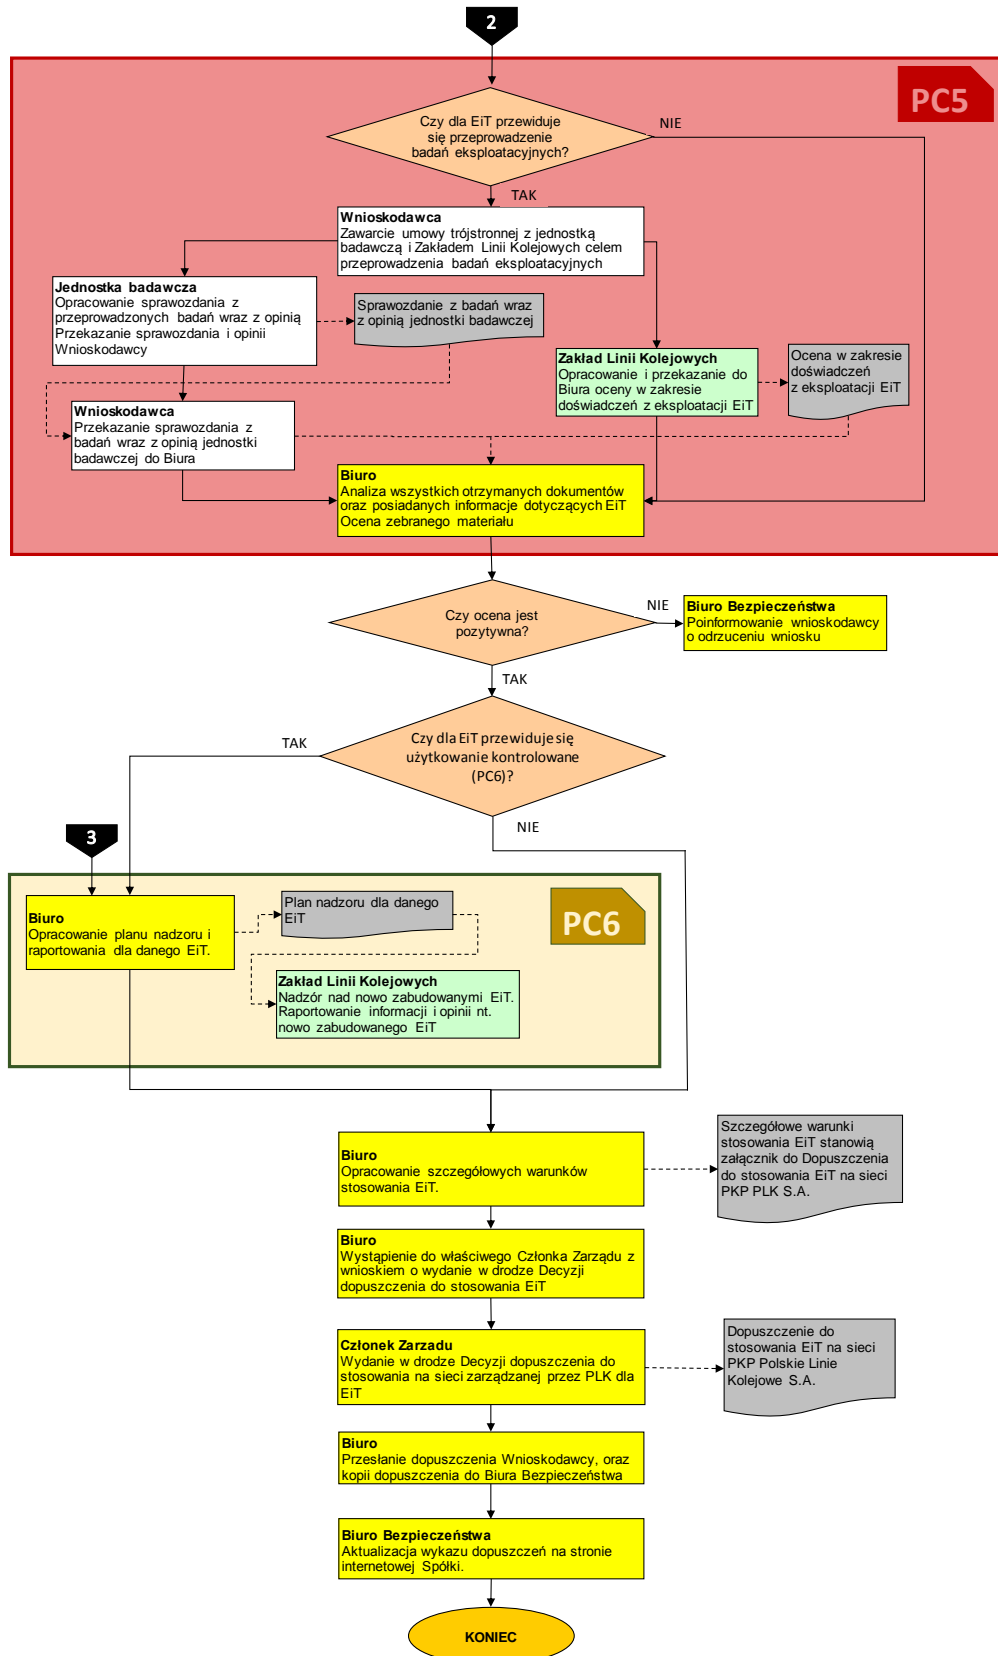 2
PC5
Czy dla EiT przewiduje
się przeprowadzenie
badań eksploatacyjnych?
NIE
TAK
Wnioskodawca
Zawarcie umowy trójstronnej z jednostką
badawczą i Zakładem Linii Kolejowych celem
przeprowadzenia badań eksploatacyjnych
Jednostka badawcza
Opracowanie sprawozdania z
przeprowadzonych badań wraz z opinią
Przekazanie sprawozdania i opinii
Wnioskodawcy
Sprawozdanie z badań wraz
z opinią jednostki badawczej
Zakład Linii Kolejowych
Opracowanie i przekazanie do
Biura oceny w zakresie
doświadczeń z eksploatacji EiT
Ocena w zakresie
doświadczeń
z eksploatacji EiT
Wnioskodawca
Przekazanie sprawozdania z
badań wraz z opinią jednostki
badawczej do Biura
Biuro
Analiza wszystkich otrzymanych dokumentów
oraz posiadanych informacje dotyczących EiT
Ocena zebranego materiału
Czy ocena jest
pozytywna?
NIE
Biuro Bezpieczeństwa
Poinformowanie wnioskodawcy
o odrzuceniu wniosku
TAK
Czy dla EiT przewiduje się
użytkowanie kontrolowane
(PC6)?
TAK
NIE
3
PC6
Biuro
Opracowanie planu nadzoru i
raportowania dla danego EiT.
Plan nadzoru dla danego
EiT
Zakład Linii Kolejowych
Nadzór nad nowo zabudowanymi EiT.
Raportowanie informacji i opinii nt.
nowo zabudowanego EiT
Biuro
Opracowanie szczegółowych warunków
stosowania EiT.
Szczegółowe warunki
stosowania EiT stanowią
załącznik do Dopuszczenia
do stosowania EiT na sieci
PKP PLK S.A.
Biuro
Wystąpienie do właściwego Członka Zarządu z
wnioskiem o wydanie w drodze Decyzji
dopuszczenia do stosowania EiT
Członek Zarzadu
Wydanie w drodze Decyzji dopuszczenia do
stosowania na sieci zarządzanej przez PLK dla
EiT
Dopuszczenie do
stosowania EiT na sieci
PKP Polskie Linie
Kolejowe S.A.
Biuro
Przesłanie dopuszczenia Wnioskodawcy, oraz
kopii dopuszczenia do Biura Bezpieczeństwa
Biuro Bezpieczeństwa
Aktualizacja wykazu dopuszczeń na stronie
internetowej Spółki.
KONIEC